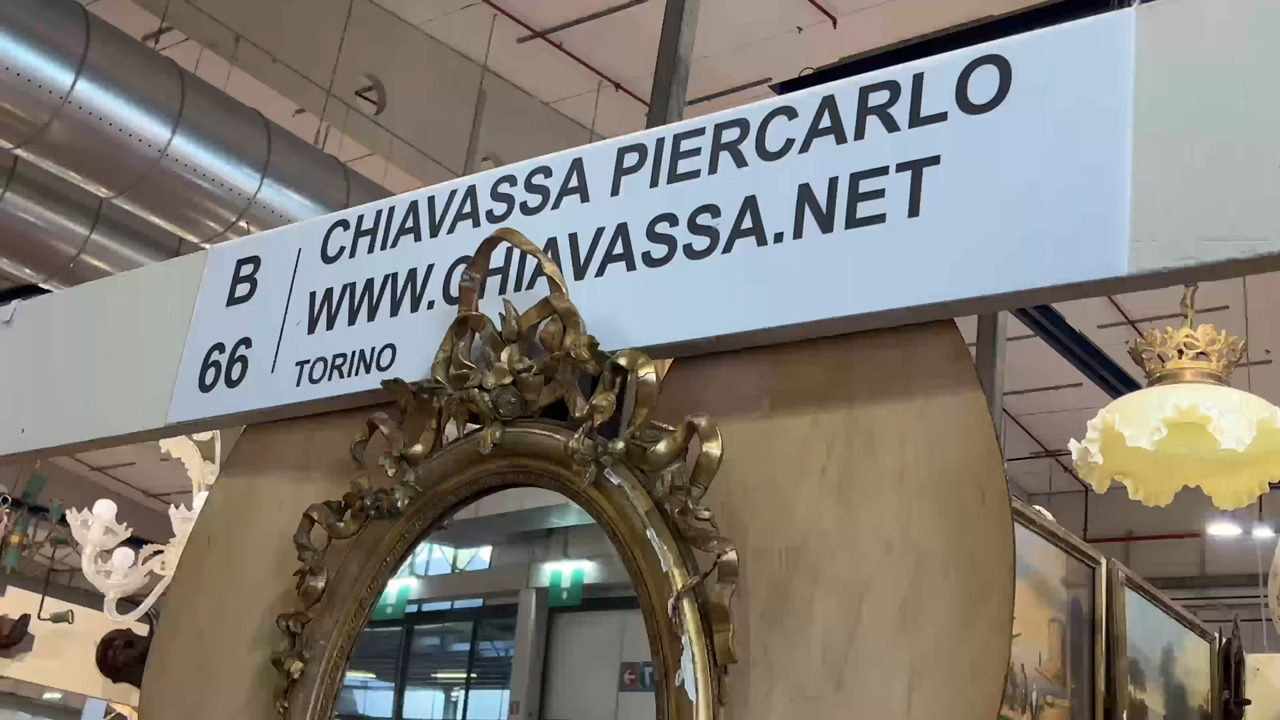 B
66
CHIAVASSA PIERCARLO
WWW.CHIAVASSA.NET
TORINO